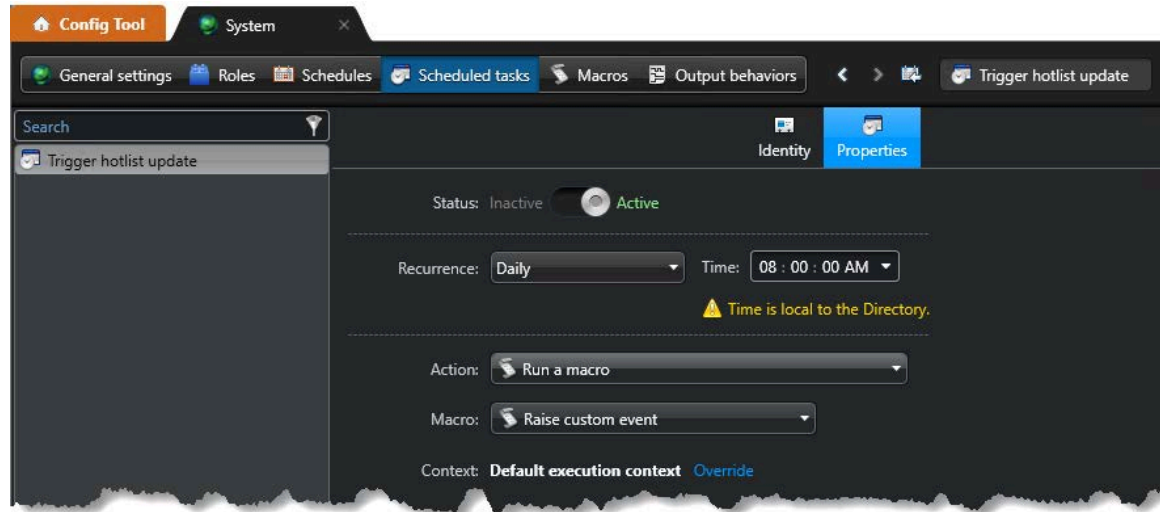 Config Tool System
General settings Roles Schedules Scheduled tasks Macros Output behaviors Trigger hotlist update
Search
Trigger hotlist update
Identity Properties
Status: Inactive Active
Recurrence: Daily Time: 08 : 00 : 00 AM
Time is local to the Directory.
Action: Run a macro
Macro: Raise custom event
Context: Default execution context Override